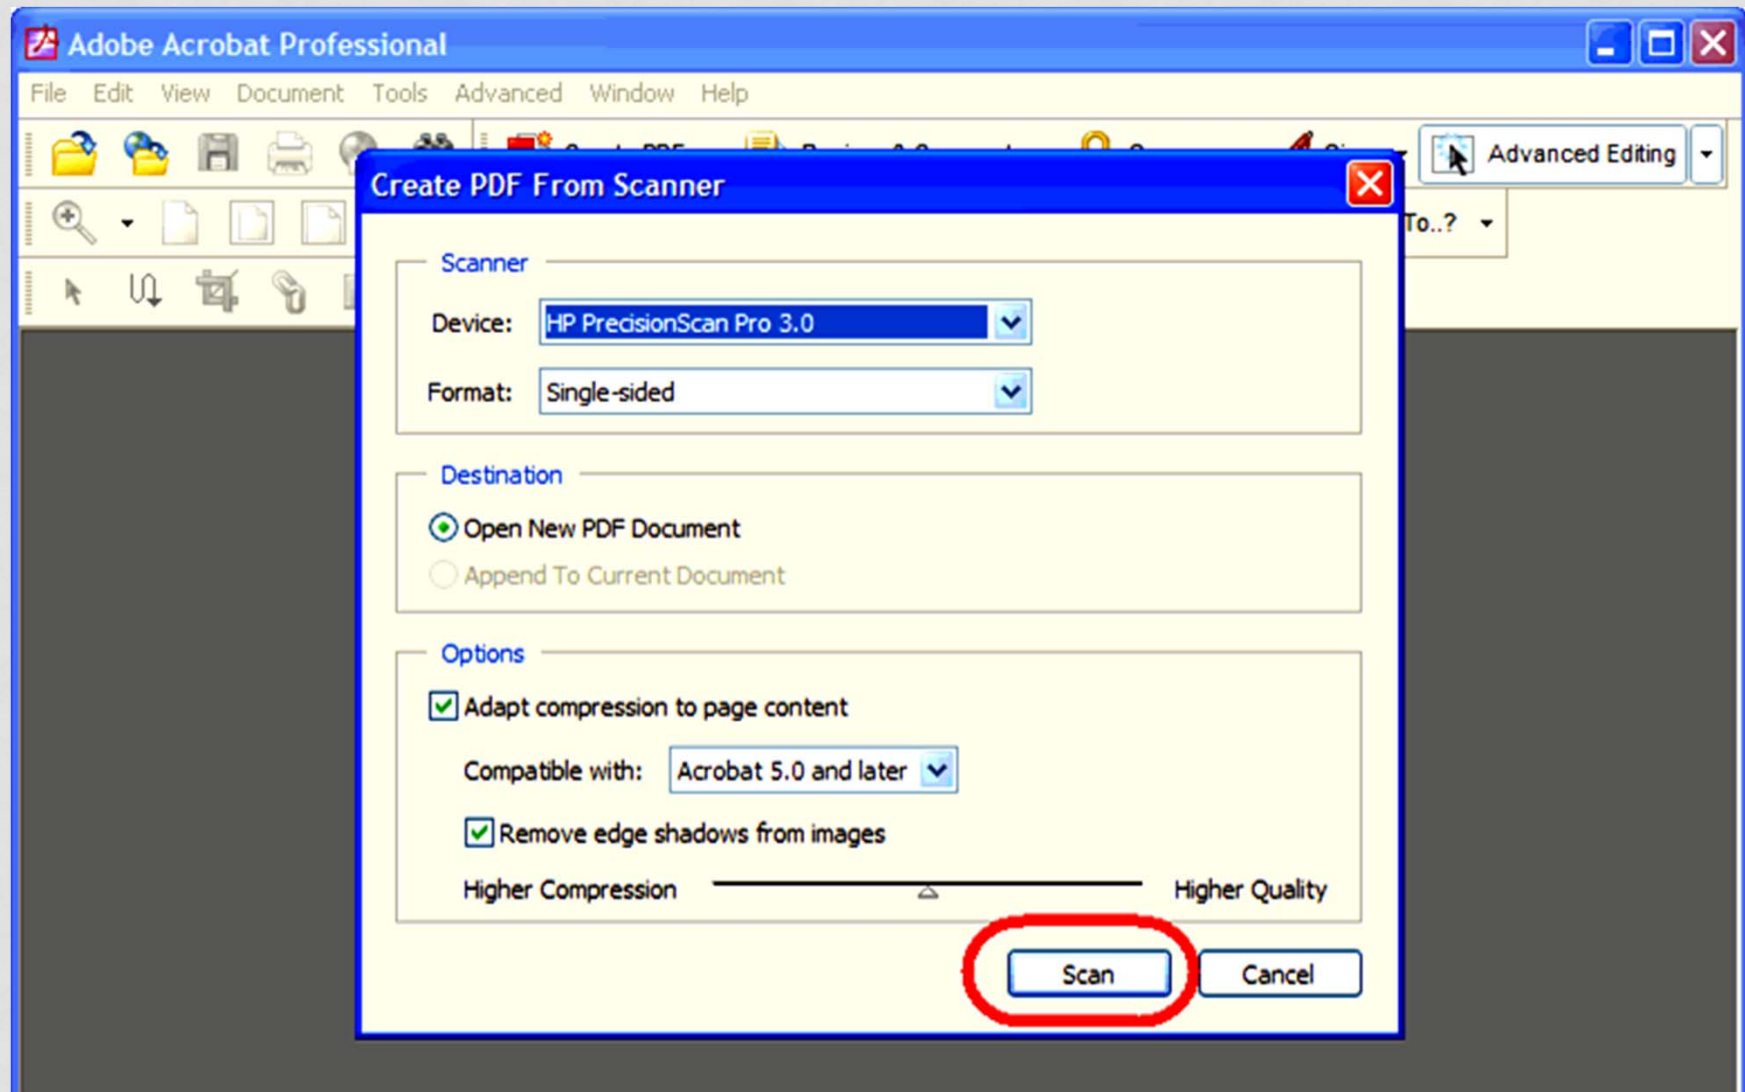 Adobe Acrobat Professional
File Edit View Document Tools Advanced Window Help
Advanced Editing
Create PDF From Scanner
To..?
Scanner
Device: HP PrecisionScan Pro 3.0
Format: Single-sided
Destination
Open New PDF Document
Append To Current Document
Options
Adapt compression to page content
Compatible with: Acrobat 5.0 and later
Remove edge shadows from images
Higher Compression Higher Quality
Scan Cancel